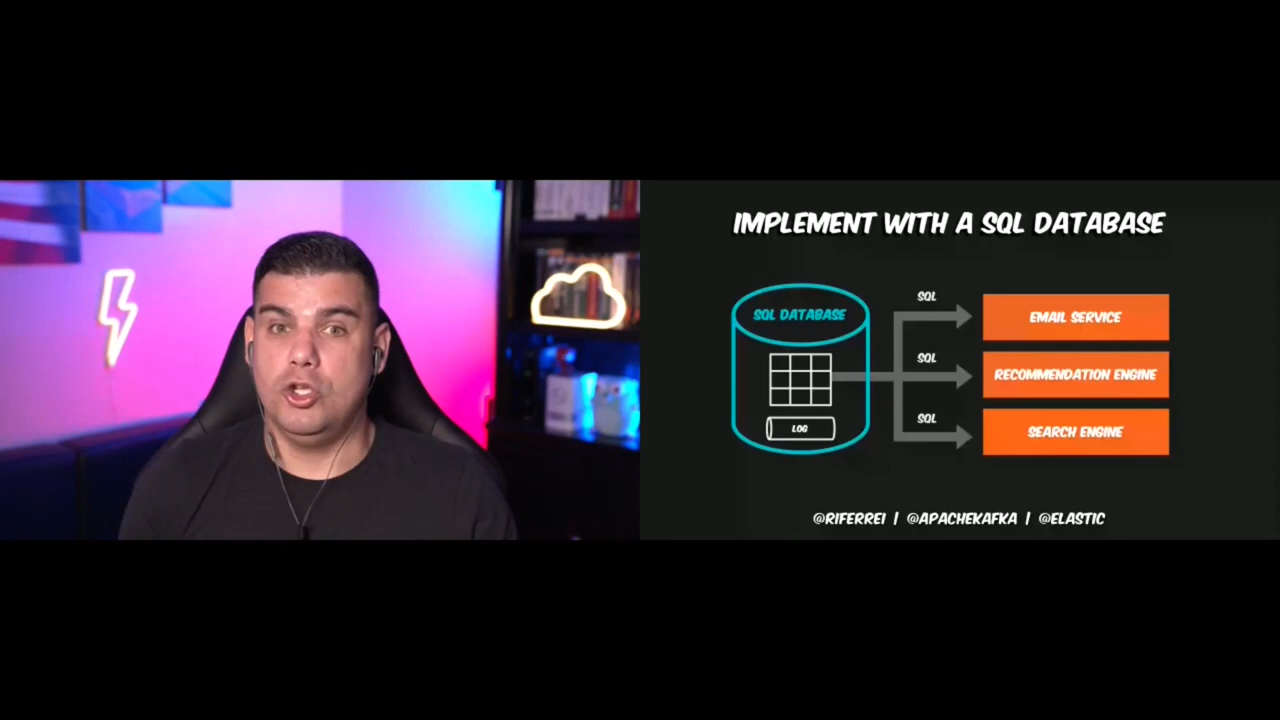 IMPLEMENT WITH A SQL DATABASE
SQL DATABASE
LOG
SQL
SQL
SQL
EMAIL SERVICE
RECOMMENDATION ENGINE
SEARCH ENGINE
@RIFERREI | @APACHEKAFKA | @ELASTIC